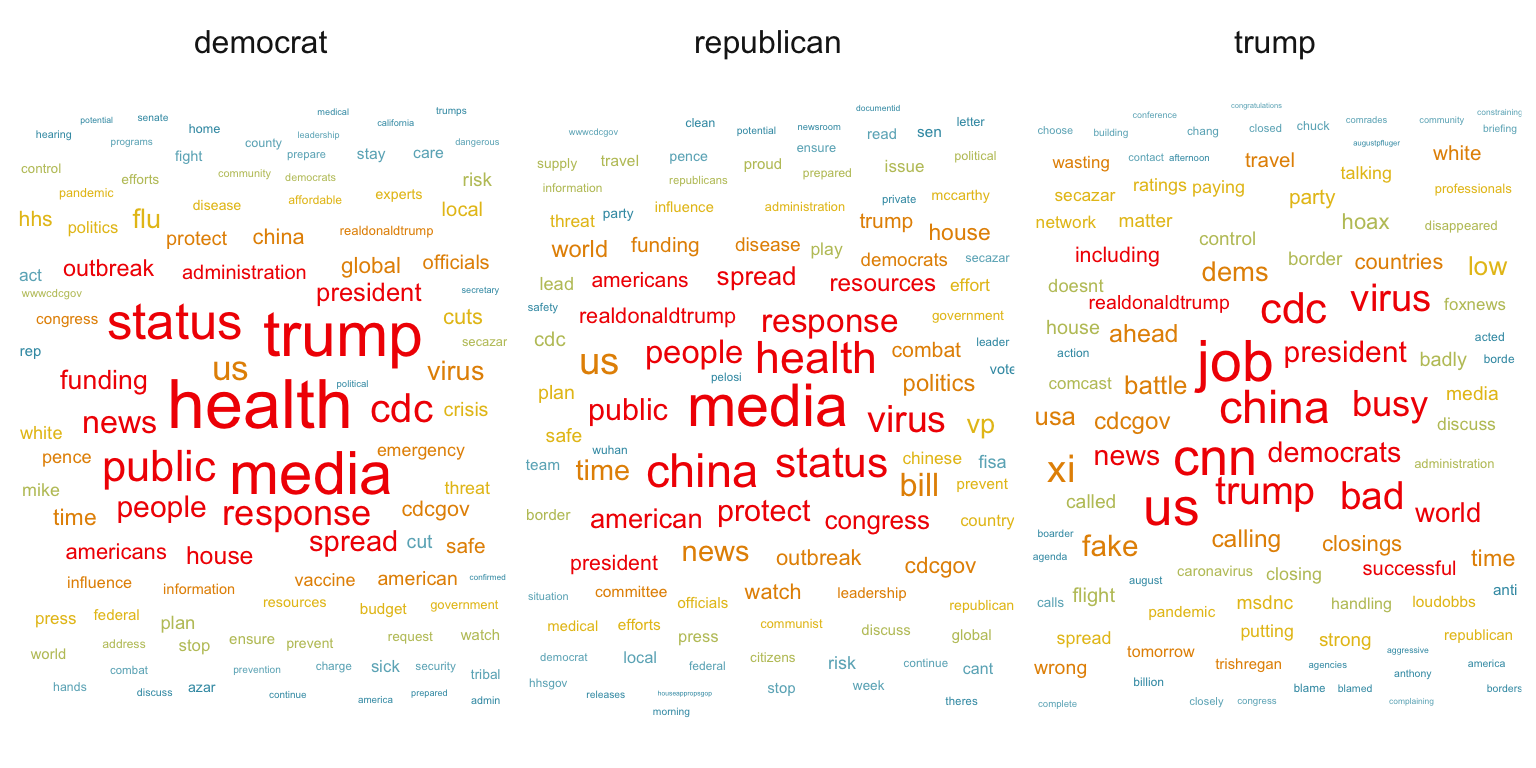 democrat
potential senate medical trumps
hearing home california
programs county leadership dangerous
fight prepare stay care
control efforts community democrats risk
pandemic disease affordable experts
hhs politics flu local
protect china realdonaldtrump
act outbreak administration global officials
wwwcdcgov president secretary
congress status trump cuts
rep us secazar
funding political virus
news health cdc crisis
white
pence public media emergency
mike threat
time people response cdcgov
americans house spread cut safe
influence information vaccine american confirmed
press federal resources budget government
plan
world address stop ensure prevent request watch
combat prevention charge sick security tribal
hands discuss azar continue america prepared admin
republican
documentid
wwwcdcgov clean potential newsroom read sen letter
supply travel pence ensure issue political
information republicans proud prepared
threat party influence administration private mccarthy
world funding disease play trump house
democrats secazar
lead americans spread resources effort
safety realdonaldtrump response government
cdc people health combat leader
us pelosi vote
plan public media politics
safe virus vp
team wuhan china status chinese fisa
time bill prevent
border american protect congress country
president news outbreak cdcgov
situation committee watch leadership
medical efforts officials communist republican
press discuss global
democrat local federal citizens risk continue cant
hhsgov releases houseappropsgop stop week theres
morning
trump
congratulations
conference comrades community constraining
choose building chang closed chuck briefing
augustpfluger
wasting contact afternoon travel white
secazar ratings paying party talking professionals
network matter control hoax disappeared
including dems border countries low
doesnt realdonaldtrump cdc virus foxnews
house ahead acted
action job president badly borde
comcast battle china busy media
usa cdcgov discuss
xi news cnn democrats administration
called us trump bad world
boarder fake calling closings
agenda time
august caronavirus closing successful anti
calls flight pandemic msdnc handling loudobbs
spread putting strong republican
wrong tomorrow trishregan agencies aggressive america
billion blame blamed anthony borders
complete closely congress complaining